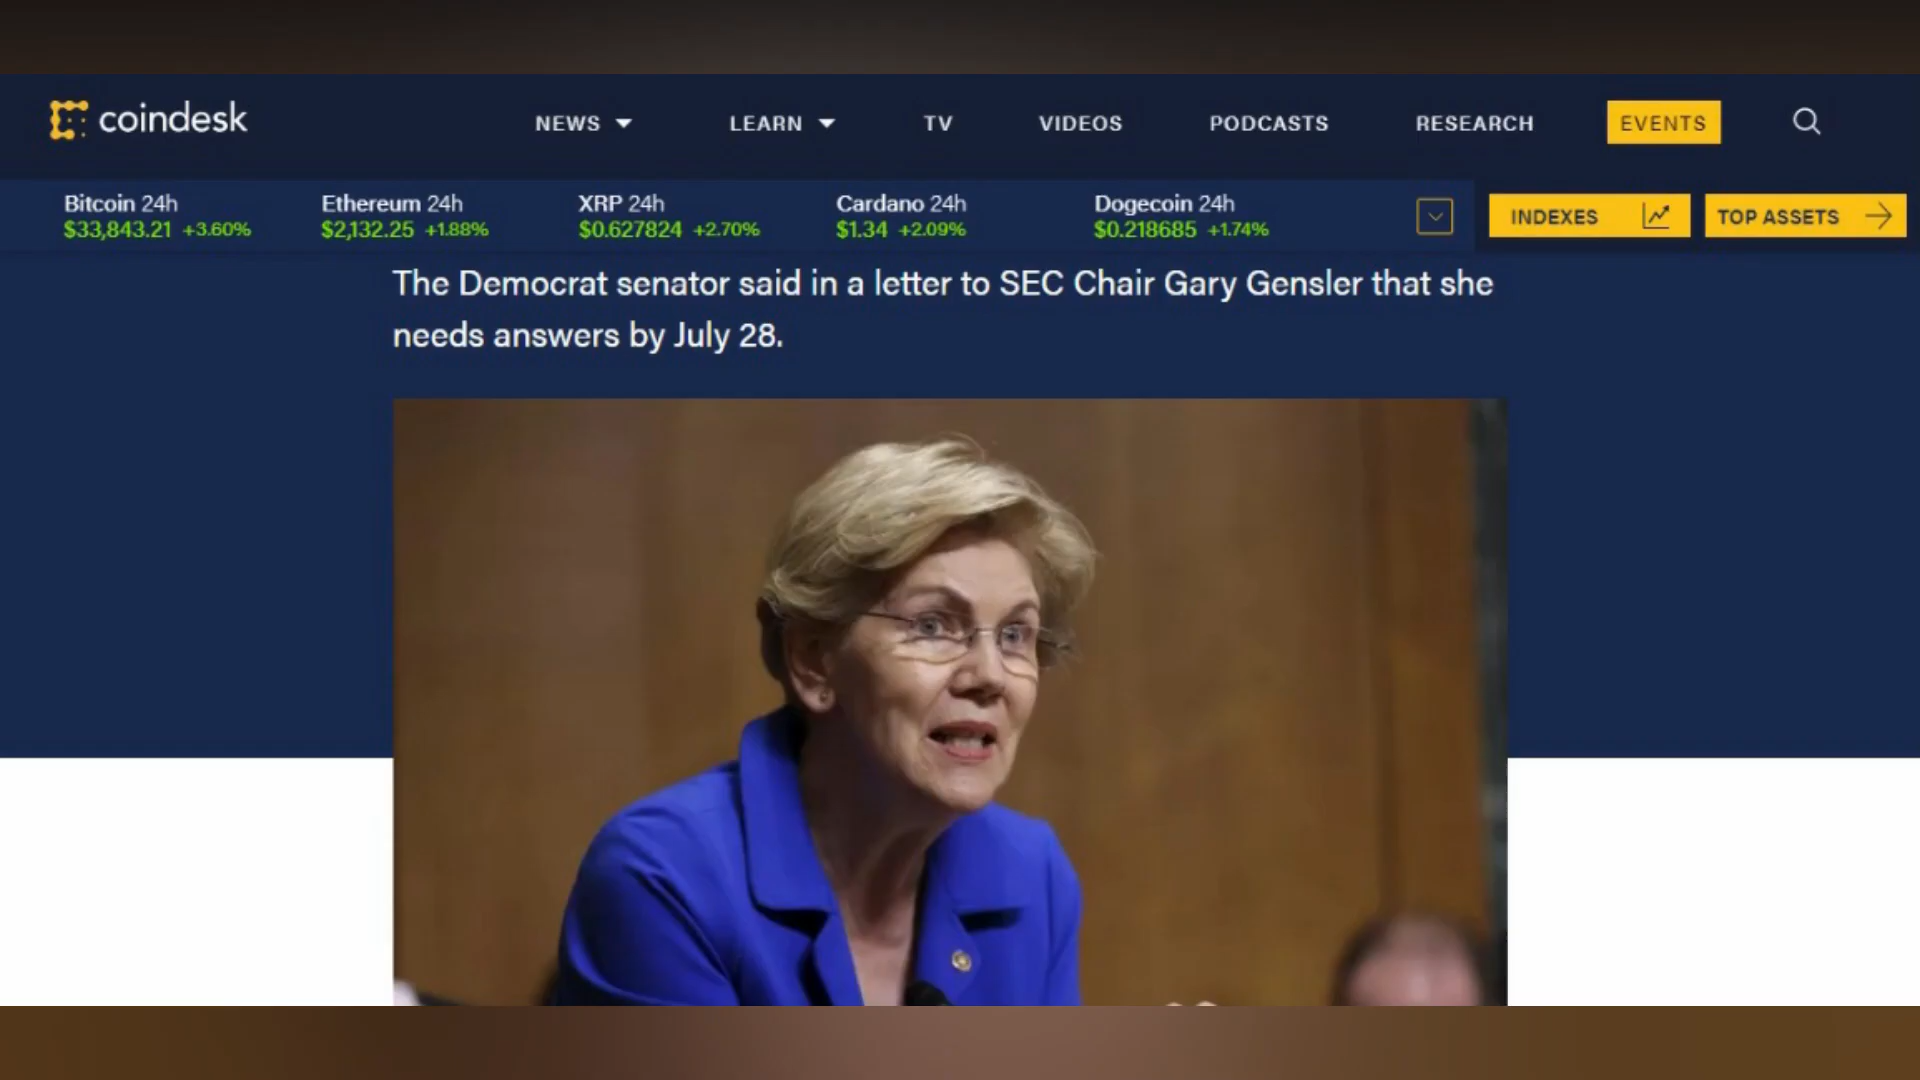 coindesk
NEWS
LEARN
TV
VIDEOS
PODCASTS
RESEARCH
EVENTS
Bitcoin 24h
$33,843.21 +3.60%
Ethereum 24h
$2,132.25 +1.88%
XRP 24h
$0.627824 +2.70%
Cardano 24h
$1.34 +2.09%
Dogecoin 24h
$0.218685 +1.74%
INDEXES
TOP ASSETS
The Democrat senator said in a letter to SEC Chair Gary Gensler that she
needs answers by July 28.